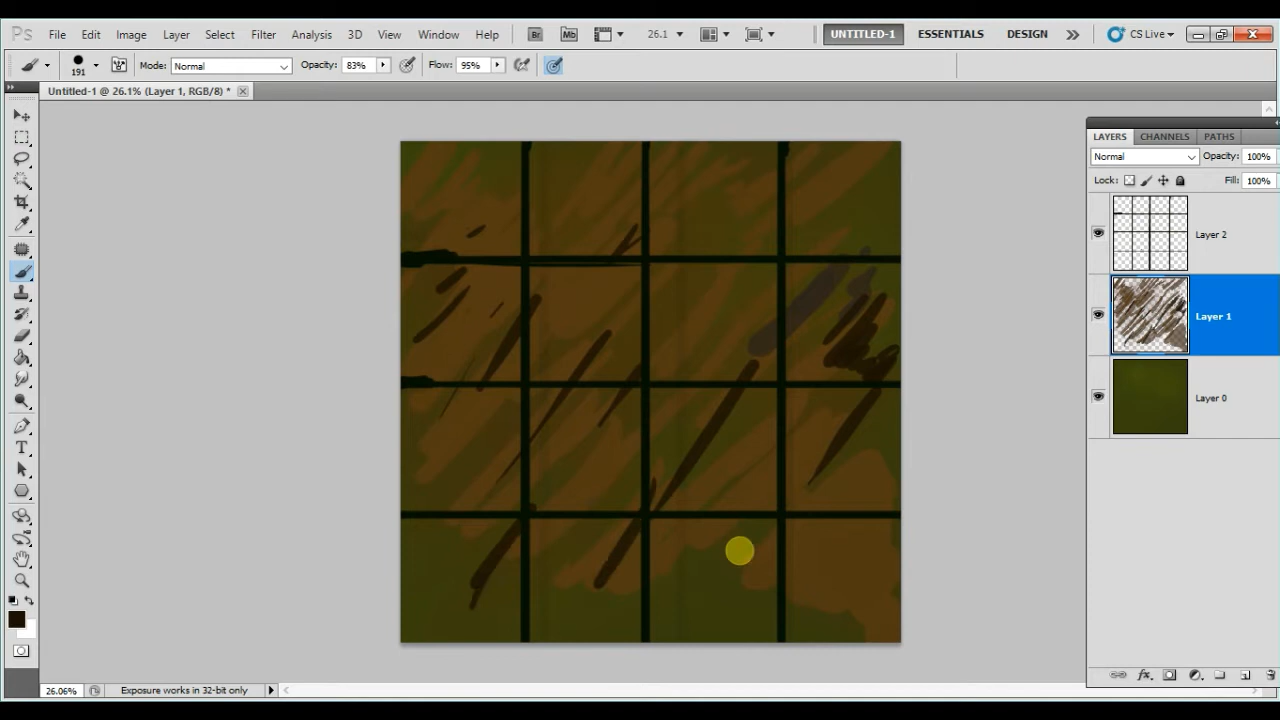 Ps File Edit Image Layer Select Filter Analysis 3D View Window Help Br Mb 26.1 UNTITLED-1 ESSENTIALS DESIGN CS Live
191 Mode: Normal Opacity: 83% Flow: 95%
Untitled-1 @ 26.1% (Layer 1, RGB/8) *
LAYERS CHANNELS PATHS
Normal Opacity: 100%
Lock: Fill: 100%
Layer 2
Layer 1
Layer 0
T
fx
26.06% Exposure works in 32-bit only